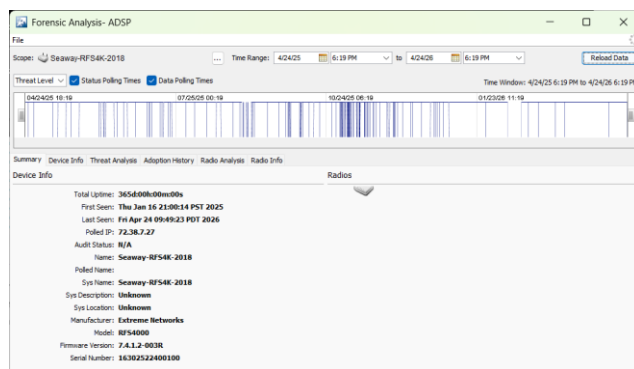 Forensic Analysis- ADSP
File
Scope: Seaway-RFS4K-2018 ... Time Range: 4/24/25 6:19 PM to 4/24/26 6:19 PM Reload Data
Threat Level Status Polling Times Data Polling Times Time Window: 4/24/25 6:19 PM to 4/24/26 6:19 PM
04/24/25 18:19 07/25/25 00:19 10/24/25 06:19 01/23/26 11:19
Summary Device Info Threat Analysis Adoption History Radio Analysis Radio Info
Device Info Radios
Total Uptime: 365d:00h:00m:00s
First Seen: Thu Jan 16 21:00:14 PST 2025
Last Seen: Fri Apr 24 09:49:23 PDT 2026
Polled IP: 72.38.7.27
Audit Status: N/A
Name: Seaway-RFS4K-2018
Polled Name:
Sys Name: Seaway-RFS4K-2018
Sys Description: Unknown
Sys Location: Unknown
Manufacturer: Extreme Networks
Model: RFS4000
Firmware Version: 7.4.1.2-003R
Serial Number: 16302522400100